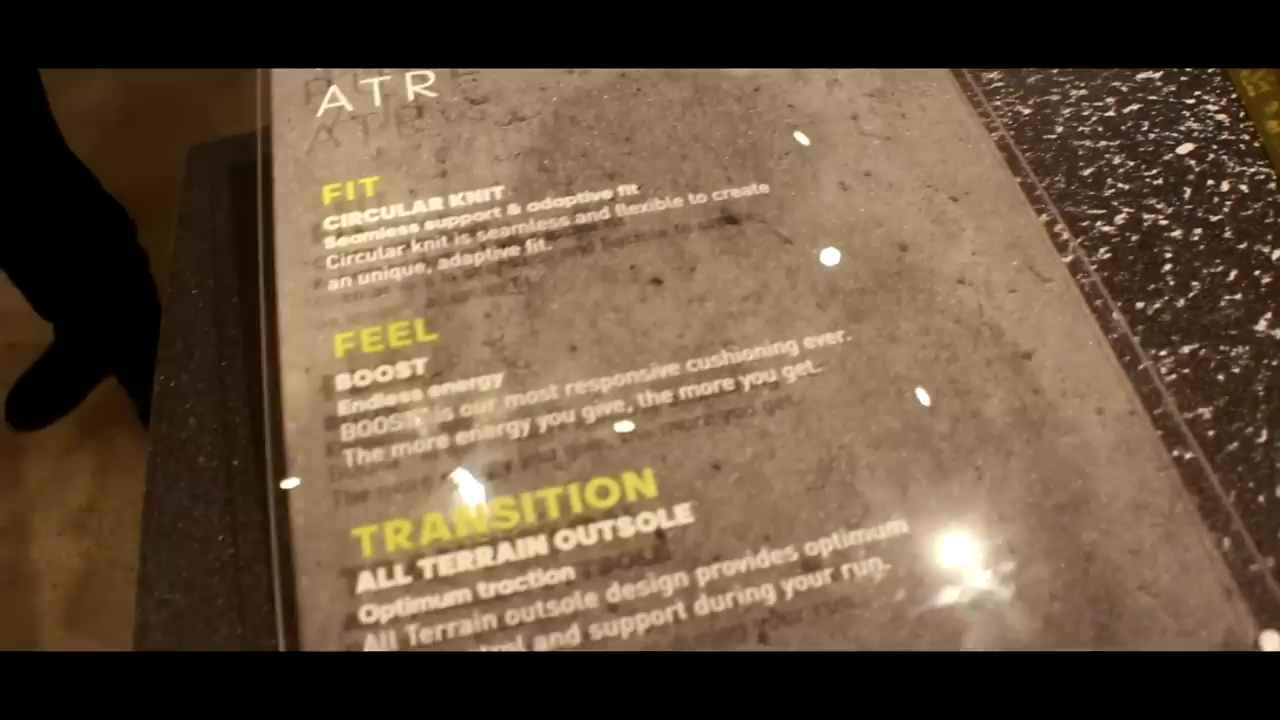 ATR
FIT
CIRCULAR KNIT
Seamless support & adaptive fit
Circular knit is seamless and flexible to create
an unique, adaptive fit.
FEEL
BOOST
Endless energy
BOOST™ is our most responsive cushioning ever.
The more energy you give, the more you get.
TRANSITION
ALL TERRAIN OUTSOLE
Optimum traction
All Terrain outsole design provides optimum
and support during your run.